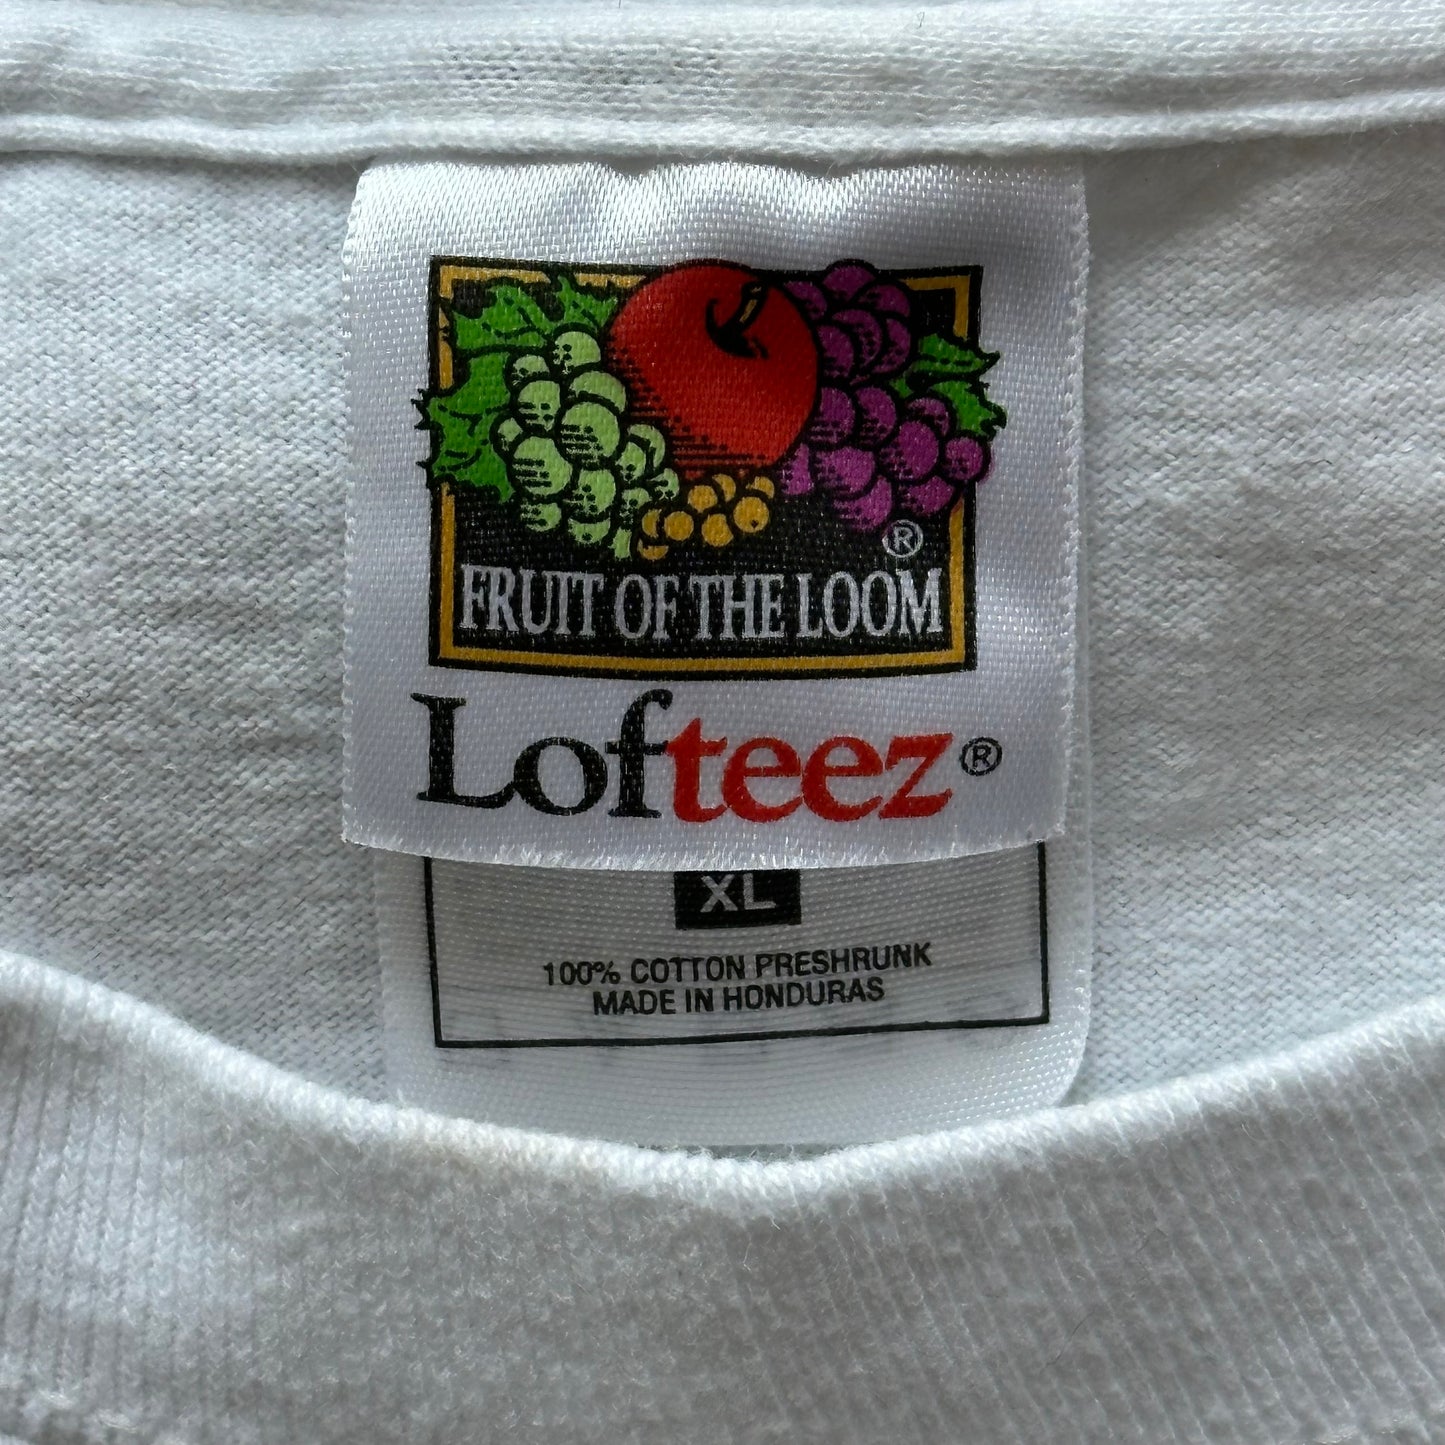 ®
FRUIT OF THE LOOM
Lofteez®
XL
100% COTTON PRESHRUNK
MADE IN HONDURAS